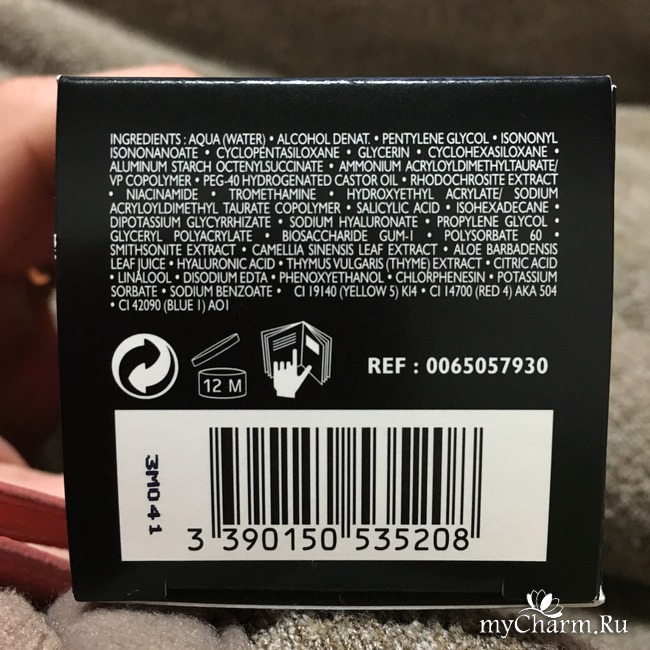 INGREDIENTS : AQUA (WATER) • ALCOHOL DENAT. • PENTYLENE GLYCOL • ISONONYL
ISONONANOATE • CYCLOPENTASILOXANE • GLYCERIN • CYCLOHEXASILOXANE •
ALUMINUM STARCH OCTENYLSUCCINATE • AMMONIUM ACRYLOYLDIMETHYLTAURATE/
VP COPOLYMER • PEG-40 HYDROGENATED CASTOR OIL • RHODOCHROSITE EXTRACT
• NIACINAMIDE • TROMETHAMINE • HYDROXYETHYL ACRYLATE/ SODIUM
ACRYLOYLDIMETHYL TAURATE COPOLYMER • SALICYLIC ACID • ISOHEXADECANE •
DIPOTASSIUM GLYCYRRHIZATE • SODIUM HYALURONATE • PROPYLENE GLYCOL •
GLYCERYL POLYACRYLATE • BIOSACCHARIDE GUM-1 • POLYSORBATE 60 •
SMITHSONITE EXTRACT • CAMELLIA SINENSIS LEAF EXTRACT • ALOE BARBADENSIS
LEAF JUICE • HYALURONIC ACID • THYMUS VULGARIS (THYME) EXTRACT • CITRIC ACID
• LINALOOL • DISODIUM EDTA • PHENOXYETHANOL • CHLORPHENESIN • POTASSIUM
SORBATE • SODIUM BENZOATE • CI 19140 (YELLOW 5) KI4 • CI 14700 (RED 4) AKA 504
• CI 42090 (BLUE 1) AO1
12 M
REF : 0065057930
3M041
3 390150 535208
myCharm.Ru